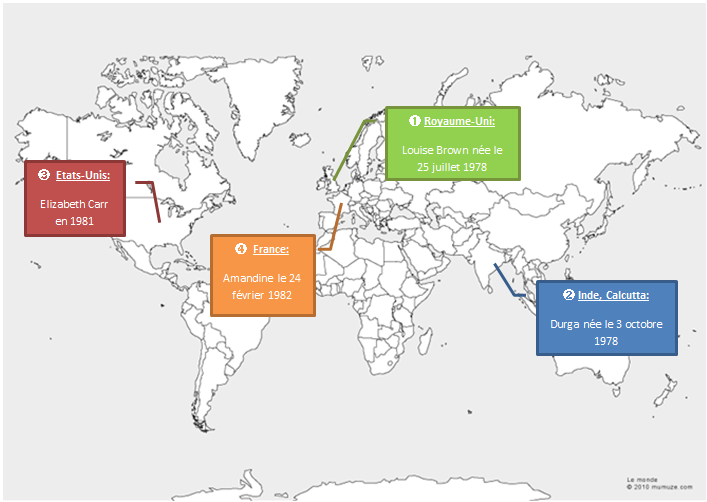 ❶ Royaume-Uni:
Louise Brown née le
25 juillet 1978
❸ Etats-Unis:
Elizabeth Carr
en 1981
❹ France:
Amandine le 24
février 1982
❷ Inde, Calcutta:
Durga née le 3 octobre
1978
Le monde
© 2010 mumuze.com